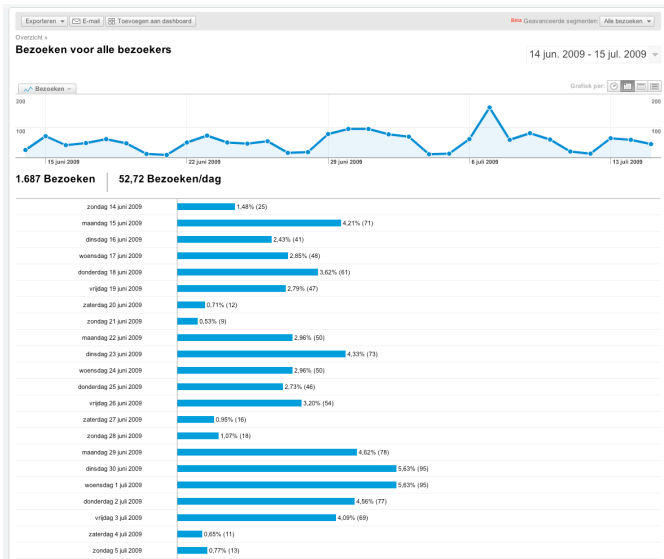 Exporteren E-mail Toevoegen aan dashboard Beta Geavanceerde segmenten: Alle bezoeken
Overzicht »
Bezoeken voor alle bezoekers
14 jun. 2009 - 15 jul. 2009
Bezoeken Grafiek per:
200 200
100 100
15 juni 2009 22 juni 2009 29 juni 2009 6 juli 2009 13 juli 2009
1.687 Bezoeken 52,72 Bezoeken/dag
zondag 14 juni 2009 1,48% (25)
maandag 15 juni 2009 4,21% (71)
dinsdag 16 juni 2009 2,43% (41)
woensdag 17 juni 2009 2,85% (48)
donderdag 18 juni 2009 3,62% (61)
vrijdag 19 juni 2009 2,79% (47)
zaterdag 20 juni 2009 0,71% (12)
zondag 21 juni 2009 0,53% (9)
maandag 22 juni 2009 2,96% (50)
dinsdag 23 juni 2009 4,33% (73)
woensdag 24 juni 2009 2,96% (50)
donderdag 25 juni 2009 2,73% (46)
vrijdag 26 juni 2009 3,20% (54)
zaterdag 27 juni 2009 0,95% (16)
zondag 28 juni 2009 1,07% (18)
maandag 29 juni 2009 4,62% (78)
dinsdag 30 juni 2009 5,63% (95)
woensdag 1 juli 2009 5,63% (95)
donderdag 2 juli 2009 4,56% (77)
vrijdag 3 juli 2009 4,09% (69)
zaterdag 4 juli 2009 0,65% (11)
zondag 5 juli 2009 0,77% (13)